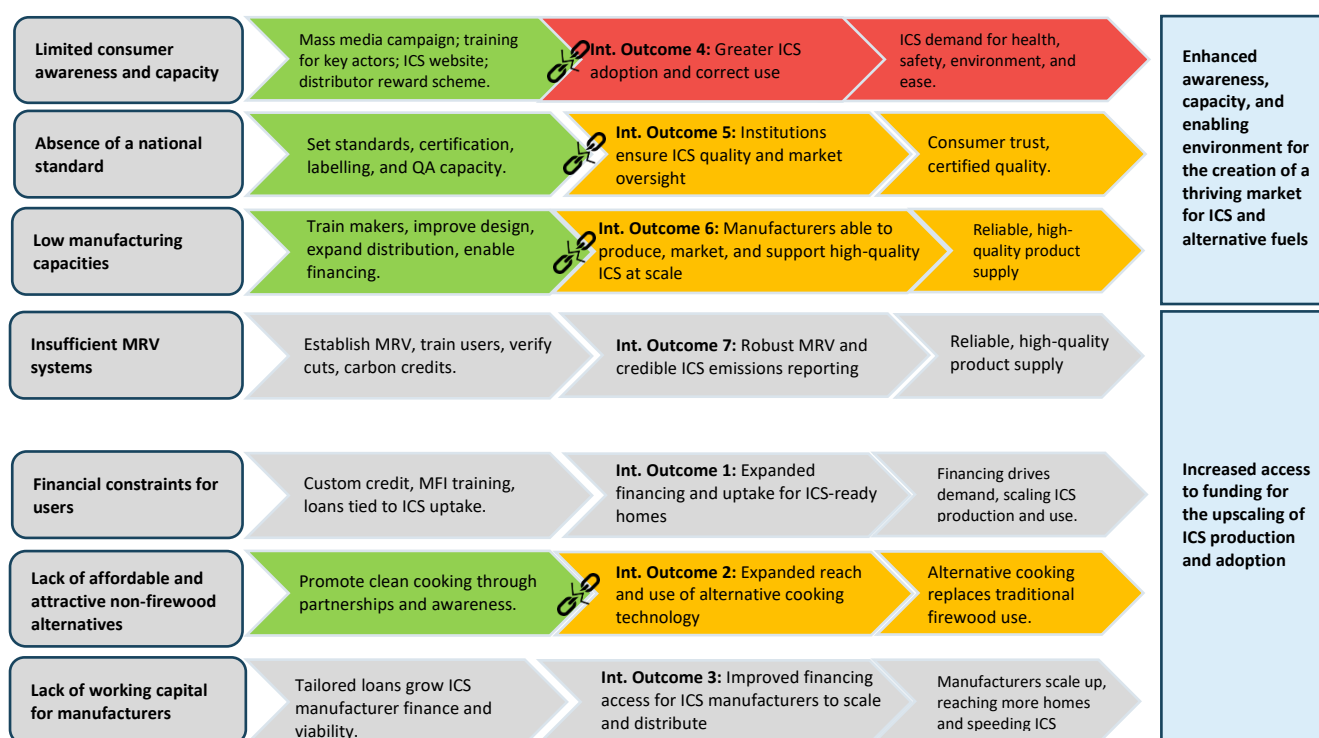 Limited consumer
awareness and capacity
Mass media campaign; training
for key actors; ICS website;
distributor reward scheme.
Int. Outcome 4: Greater ICS
adoption and correct use
ICS demand for health,
safety, environment, and
ease.
Absence of a national
standard
Set standards, certification,
labelling, and QA capacity.
Int. Outcome 5: Institutions
ensure ICS quality and market
oversight
Consumer trust,
certified quality.
Low manufacturing
capacities
Train makers, improve design,
expand distribution, enable
financing.
Int. Outcome 6: Manufacturers able to
produce, market, and support high-quality
ICS at scale
Reliable, high-
quality product
supply
Enhanced
awareness,
capacity, and
enabling
environment for
the creation of a
thriving market
for ICS and
alternative fuels
Insufficient MRV
systems
Establish MRV, train users, verify
cuts, carbon credits.
Int. Outcome 7: Robust MRV and
credible ICS emissions reporting
Reliable, high-quality
product supply
Financial constraints for
users
Custom credit, MFI training,
loans tied to ICS uptake.
Int. Outcome 1: Expanded
financing and uptake for ICS-ready
homes
Financing drives
demand, scaling ICS
production and use.
Lack of affordable and
attractive non-firewood
alternatives
Promote clean cooking through
partnerships and awareness.
Int. Outcome 2: Expanded reach
and use of alternative cooking
technology
Alternative cooking
replaces traditional
firewood use.
Lack of working capital
for manufacturers
Tailored loans grow ICS
manufacturer finance and
viability.
Int. Outcome 3: Improved financing
access for ICS manufacturers to scale
and distribute
Manufacturers scale up,
reaching more homes
and speeding ICS
Increased access
to funding for
the upscaling of
ICS production
and adoption